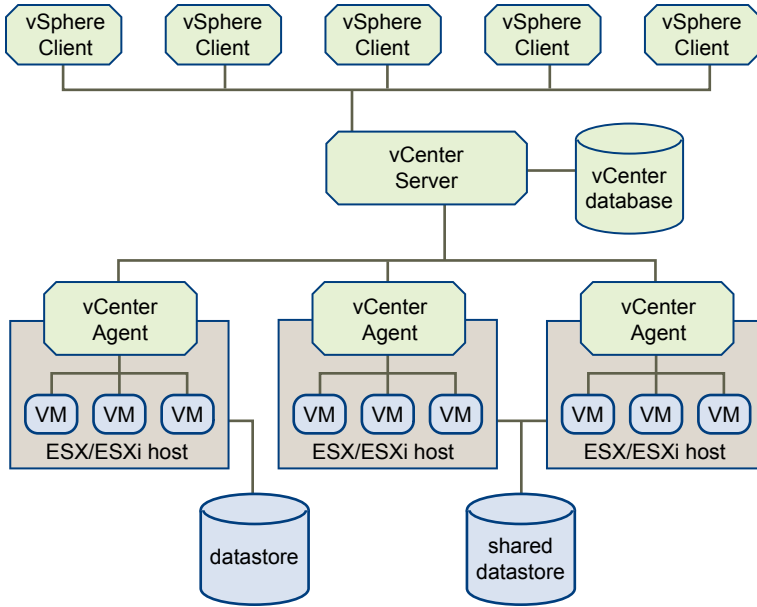 vSphere
Client
vSphere
Client
vSphere
Client
vSphere
Client
vSphere
Client
vCenter
Server
vCenter
database
vCenter
Agent
vCenter
Agent
vCenter
Agent
VM
VM
VM
VM
VM
VM
VM
VM
VM
ESX/ESXi host
ESX/ESXi host
ESX/ESXi host
datastore
shared
datastore